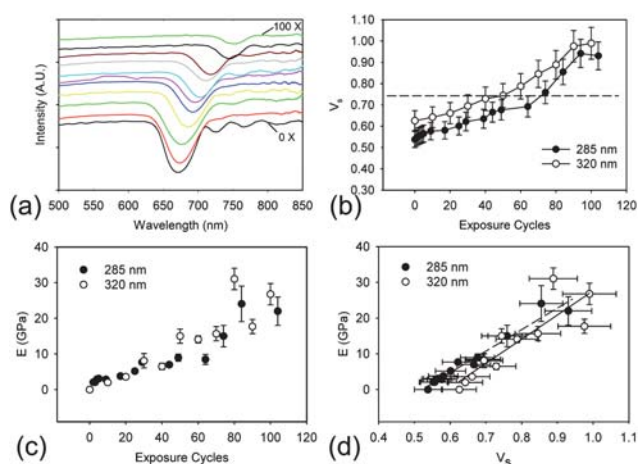 100 X
0 X
Intensity (A.U.)
500 550 600 650 700 750 800 850
Wavelength (nm)
(a)
1.10
1.00
0.90
0.80
0.70
0.60
0.50
0.40
0.30
Vs
0 20 40 60 80 100 120
Exposure Cycles
285 nm
320 nm
(b)
40
30
20
10
0
E (GPa)
285 nm
320 nm
0 20 40 60 80 100 120
Exposure Cycles
(c)
40
30
20
10
0
E (GPa)
285 nm
320 nm
0.4 0.5 0.6 0.7 0.8 0.9 1.0 1.1
Vs
(d)